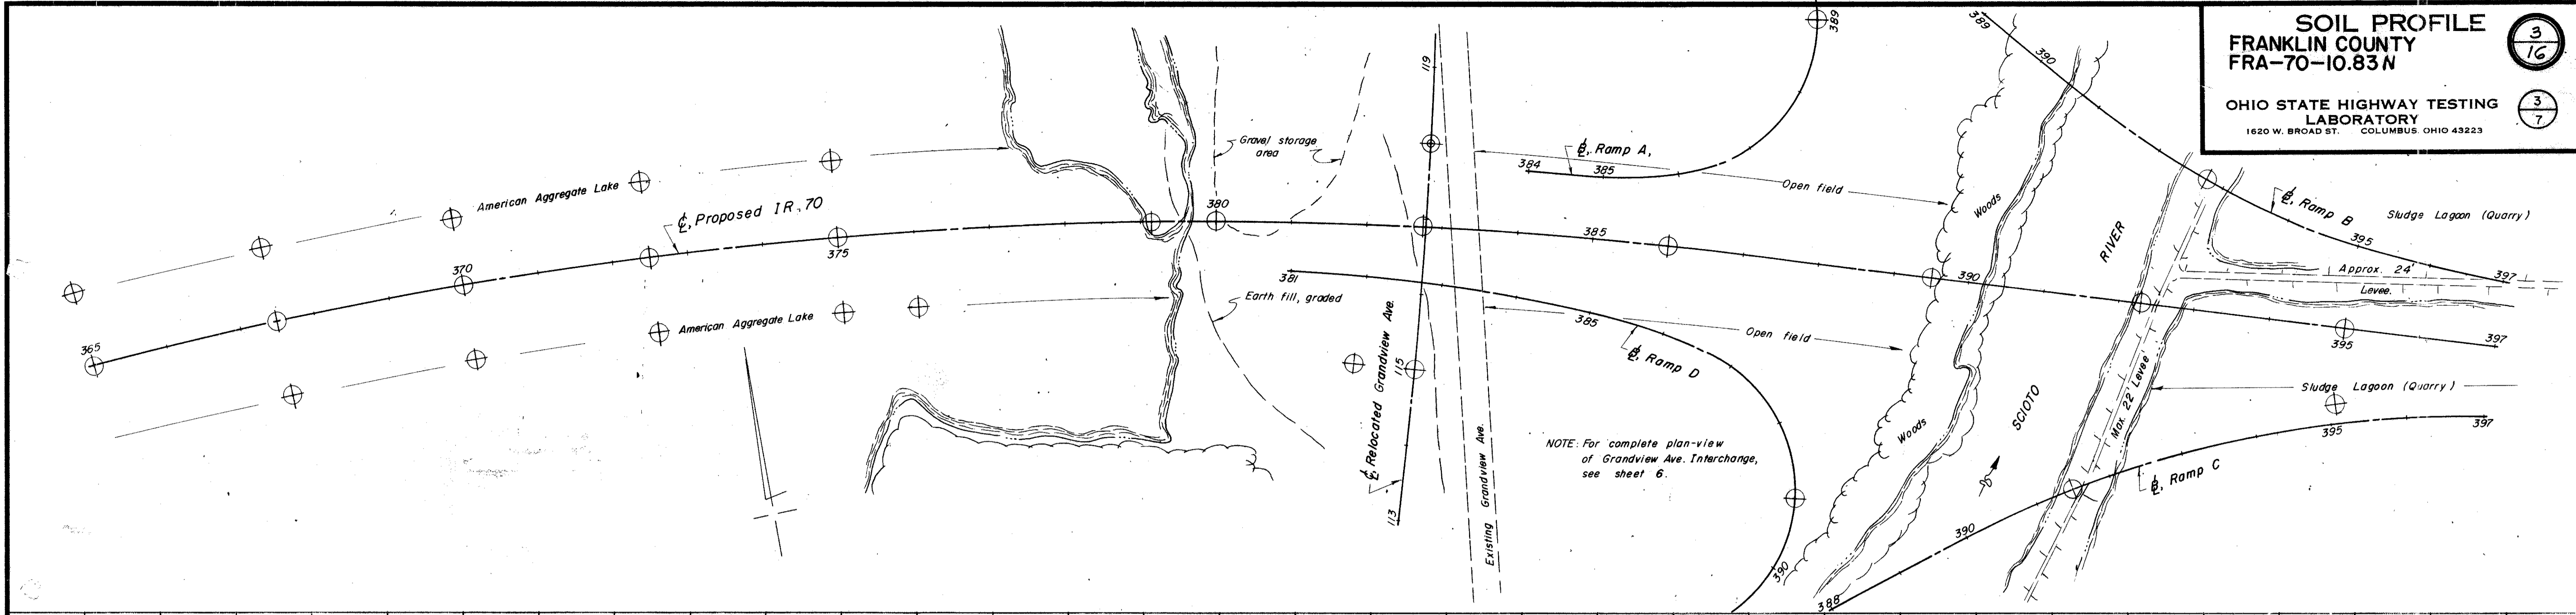 SOIL PROFILE
FRANKLIN COUNTY
FRA-70-10.83 N
OHIO STATE HIGHWAY TESTING
LABORATORY
1620 W. BROAD ST. COLUMBUS, OHIO 43223
3
16
3
7
American Aggregate Lake
℄, Proposed IR, 70
365
370
375
380
385
390
395
397
American Aggregate Lake
Gravel storage
area
Earth fill, graded
119
115
113
℄, Relocated Grandview Ave.
Existing Grandview Ave.
℄, Ramp A,
384
385
389
Open field
381
385
390
℄, Ramp D
Open field
NOTE: For complete plan-view
of Grandview Ave. Interchange,
see sheet 6.
Woods
Woods
SCIOTO
RIVER
389
390
395
397
℄, Ramp B
Sludge Lagoon (Quarry)
Approx. 24'
Levee.
Max. 22' Levee
Sludge Lagoon (Quarry)
388
390
395
397
℄, Ramp C